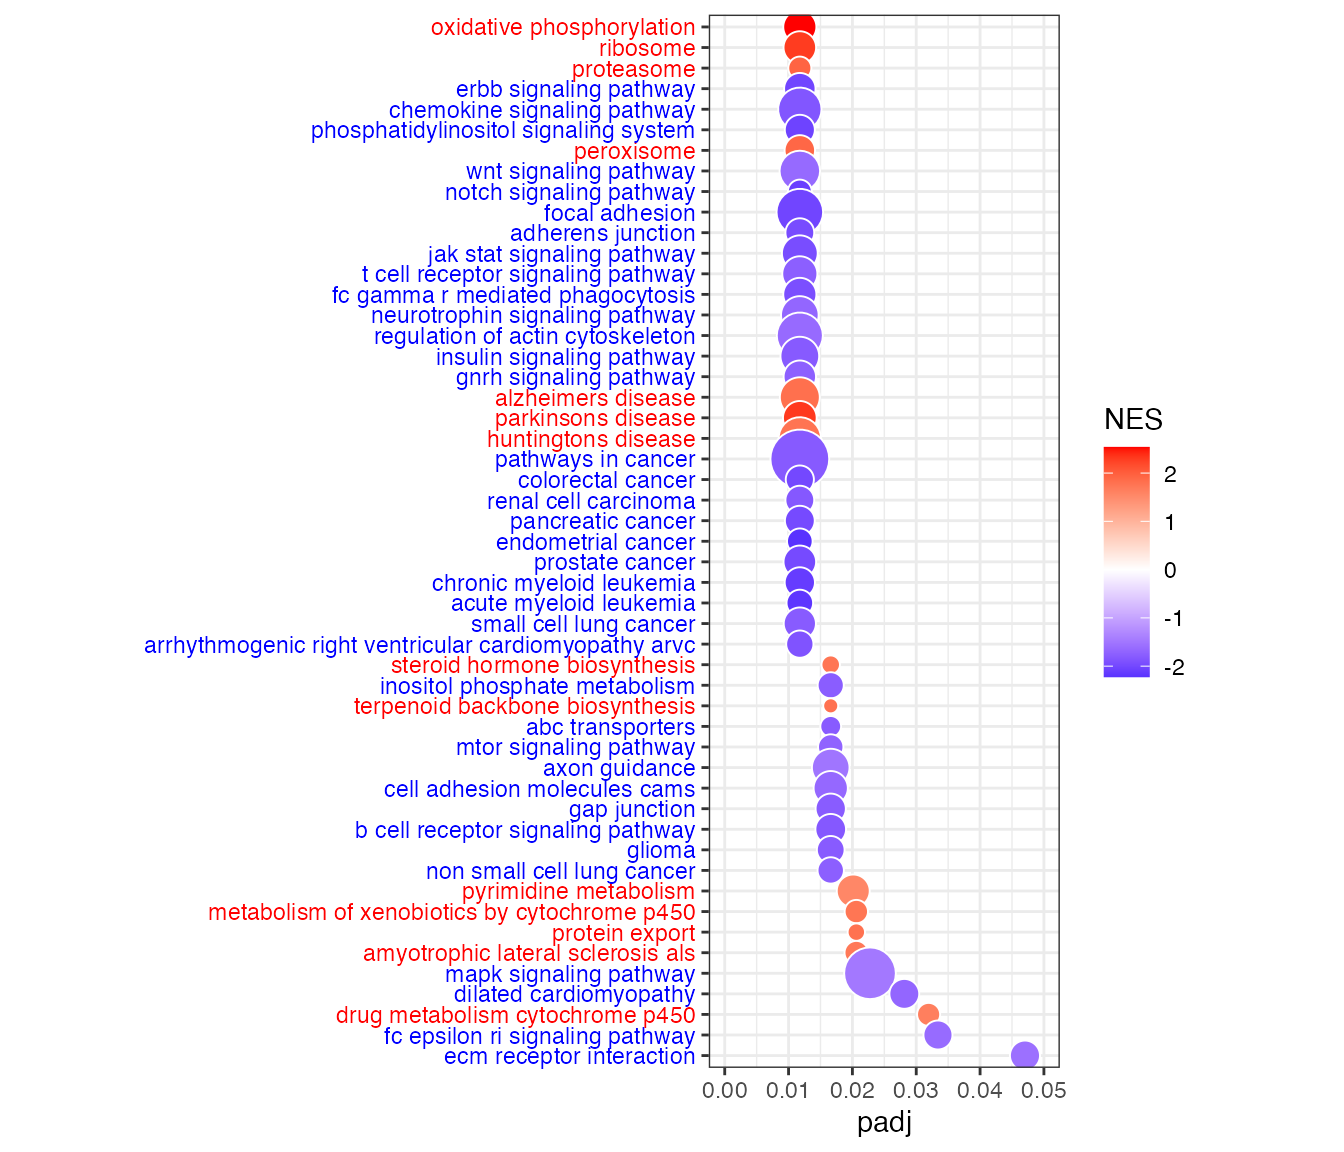 oxidative phosphorylation
ribosome
proteasome
erbb signaling pathway
chemokine signaling pathway
phosphatidylinositol signaling system
peroxisome
wnt signaling pathway
notch signaling pathway
focal adhesion
adherens junction
jak stat signaling pathway
t cell receptor signaling pathway
fc gamma r mediated phagocytosis
neurotrophin signaling pathway
regulation of actin cytoskeleton
insulin signaling pathway
gnrh signaling pathway
alzheimers disease
parkinsons disease
huntingtons disease
pathways in cancer
colorectal cancer
renal cell carcinoma
pancreatic cancer
endometrial cancer
prostate cancer
chronic myeloid leukemia
acute myeloid leukemia
small cell lung cancer
arrhythmogenic right ventricular cardiomyopathy arvc
steroid hormone biosynthesis
inositol phosphate metabolism
terpenoid backbone biosynthesis
abc transporters
mtor signaling pathway
axon guidance
cell adhesion molecules cams
gap junction
b cell receptor signaling pathway
glioma
non small cell lung cancer
pyrimidine metabolism
metabolism of xenobiotics by cytochrome p450
protein export
amyotrophic lateral sclerosis als
mapk signaling pathway
dilated cardiomyopathy
drug metabolism cytochrome p450
fc epsilon ri signaling pathway
ecm receptor interaction
0.00 0.01 0.02 0.03 0.04 0.05
padj
NES
2
1
0
-1
-2